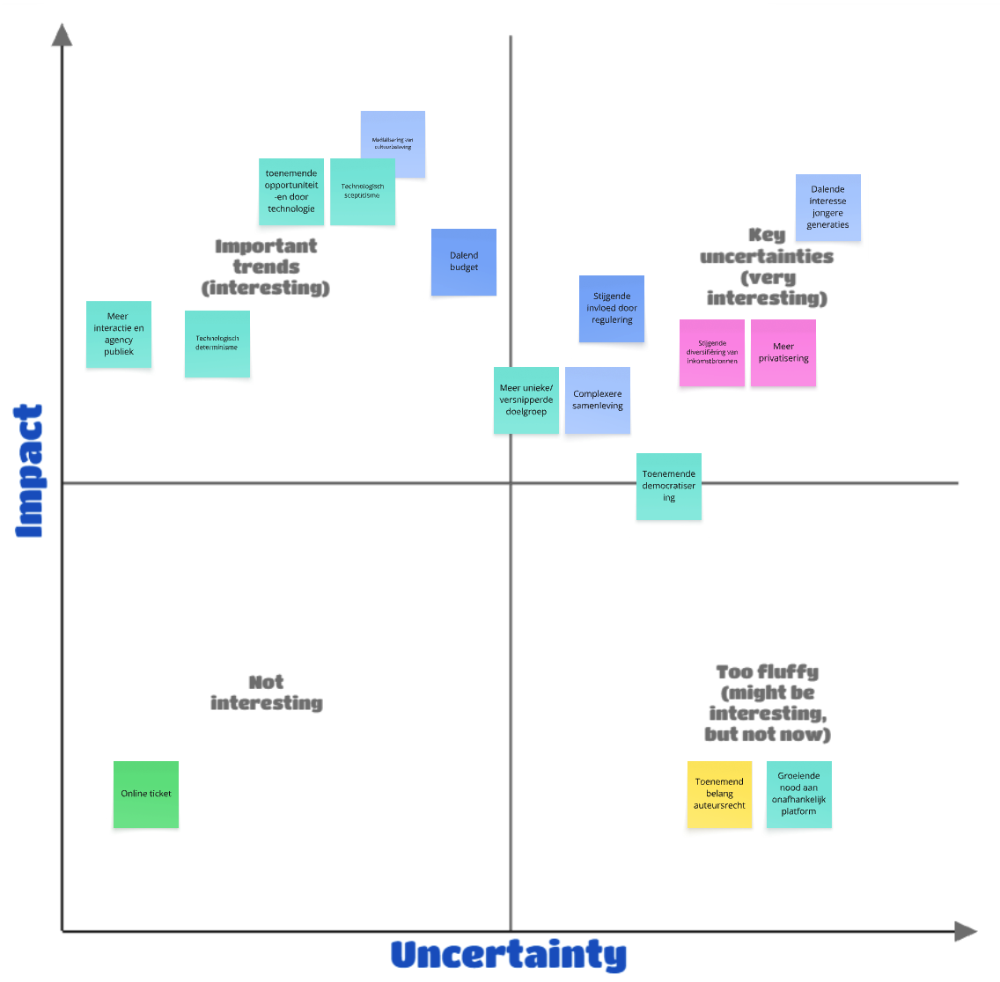 Medialisering van
cultuurbeleving
toenemende
opportuniteit
-en door
technologie
Technologisch
scepticisme
Dalende
interesse
jongere
generaties
Important
trends
(interesting)
Dalend
budget
Key
uncertainties
(very
interesting)
Stijgende
invloed door
regulering
Meer
interactie en
agency
publiek
Technologisch
determinisme
Stijgende
diversifiëring van
inkomstbronnen
Meer
privatisering
Meer unieke/
versnipperde
doelgroep
Complexere
samenleving
Impact
Toenemende
democratiser
ing
Not
interesting
Too fluffy
(might be
interesting,
but not now)
Online ticket
Toenemend
belang
auteursrecht
Groeiende
nood aan
onafhankelijk
platform
Uncertainty